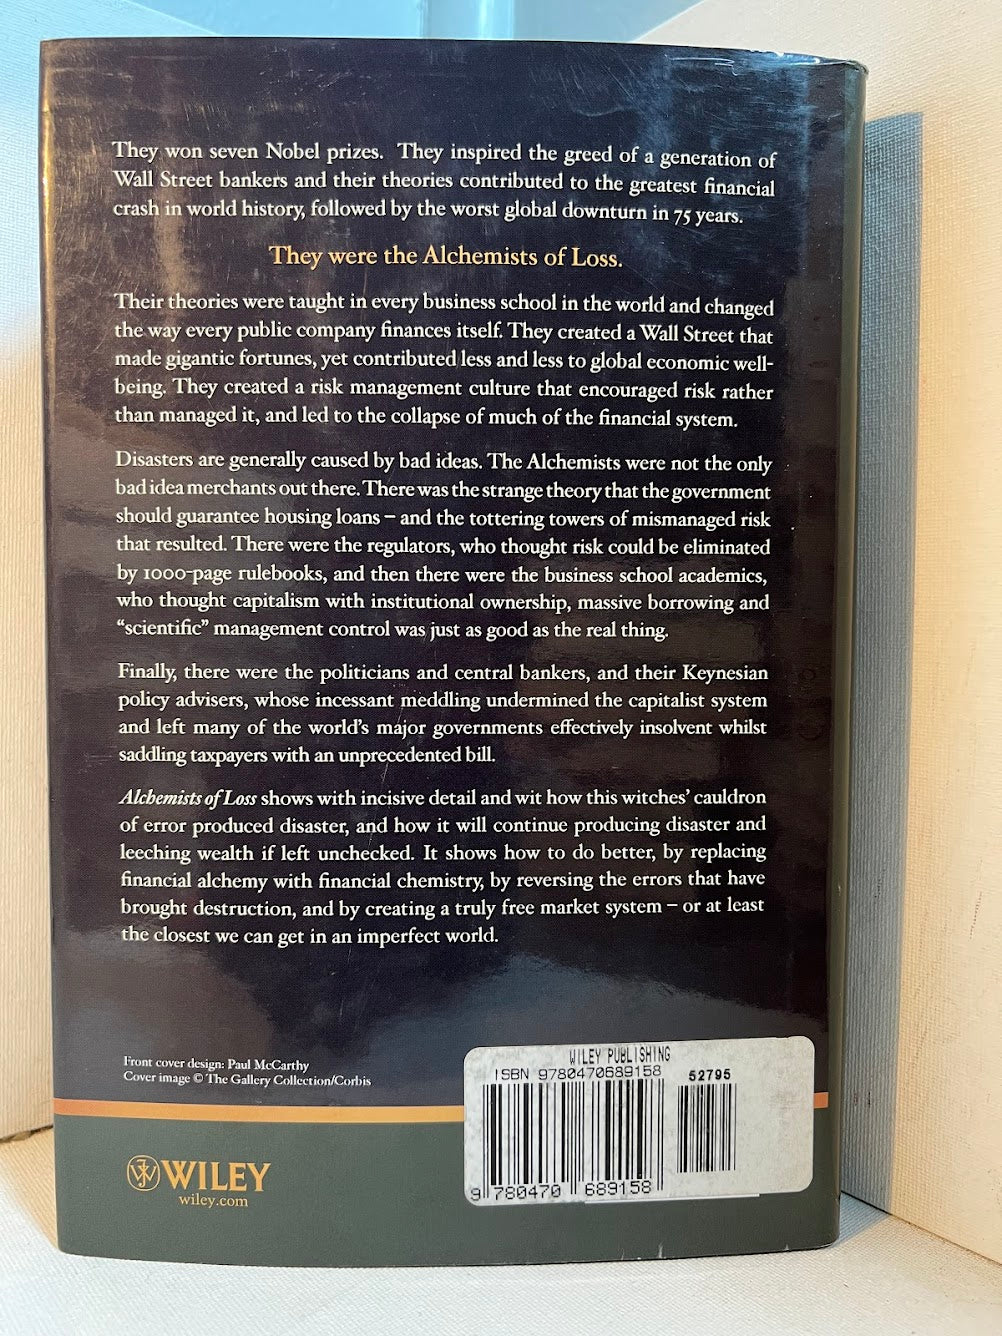 They won seven Nobel prizes. They inspired the greed of a generation of
Wall Street bankers and their theories contributed to the greatest financial
crash in world history, followed by the worst global downturn in 75 years.
They were the Alchemists of Loss.
Their theories were taught in every business school in the world and changed
the way every public company finances itself. They created a Wall Street that
made gigantic fortunes, yet contributed less and less to global economic well-
being. They created a risk management culture that encouraged risk rather
than managed it, and led to the collapse of much of the financial system.
Disasters are generally caused by bad ideas. The Alchemists were not the only
bad idea merchants out there. There was the strange theory that the government
should guarantee housing loans – and the tottering towers of mismanaged risk
that resulted. There were the regulators, who thought risk could be eliminated
by 1000-page rulebooks, and then there were the business school academics,
who thought capitalism with institutional ownership, massive borrowing and
“scientific” management control was just as good as the real thing.
Finally, there were the politicians and central bankers, and their Keynesian
policy advisers, whose incessant meddling undermined the capitalist system
and left many of the world’s major governments effectively insolvent whilst
saddling taxpayers with an unprecedented bill.
Alchemists of Loss shows with incisive detail and wit how this witches’ cauldron
of error produced disaster, and how it will continue producing disaster and
leeching wealth if left unchecked. It shows how to do better, by replacing
financial alchemy with financial chemistry, by reversing the errors that have
brought destruction, and by creating a truly free market system – or at least
the closest we can get in an imperfect world.
Front cover design: Paul McCarthy
Cover image © The Gallery Collection/Corbis
WILEY PUBLISHING
ISBN 9780470689158
52795
9 780470 689158
WILEY
wiley.com